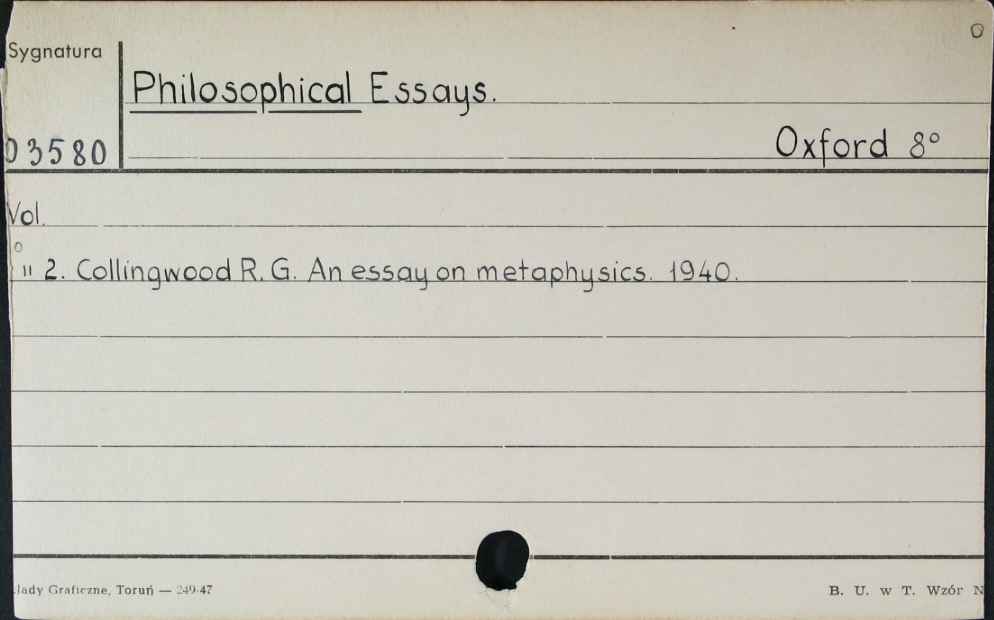 Sygnatura
Philosophical Essays.
03580
Oxford 8°
Vol.
" 2. Collingwood R. G. An essay on metaphysics. 1940.
łady Graficzne, Toruń — 249-47
B. U. w T. Wzór N